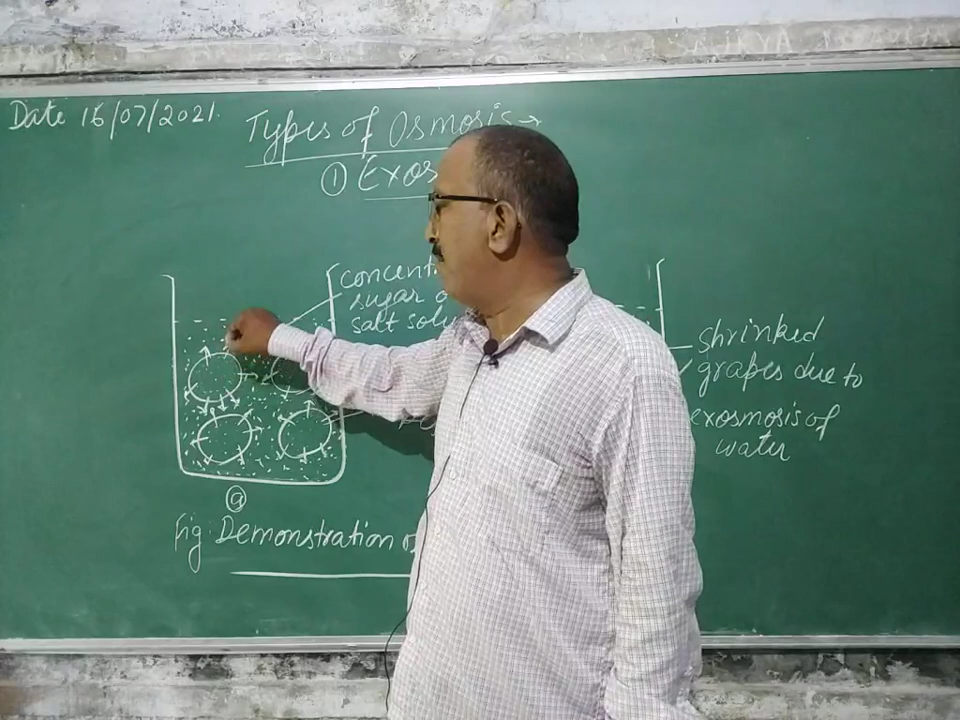 Date 16/07/2021.
Types of Osmosis →
① Exos
concent
sugar o
salt solu
shrinked
grapes due to
exosmosis of
water
ⓐ
Fig: Demonstration o